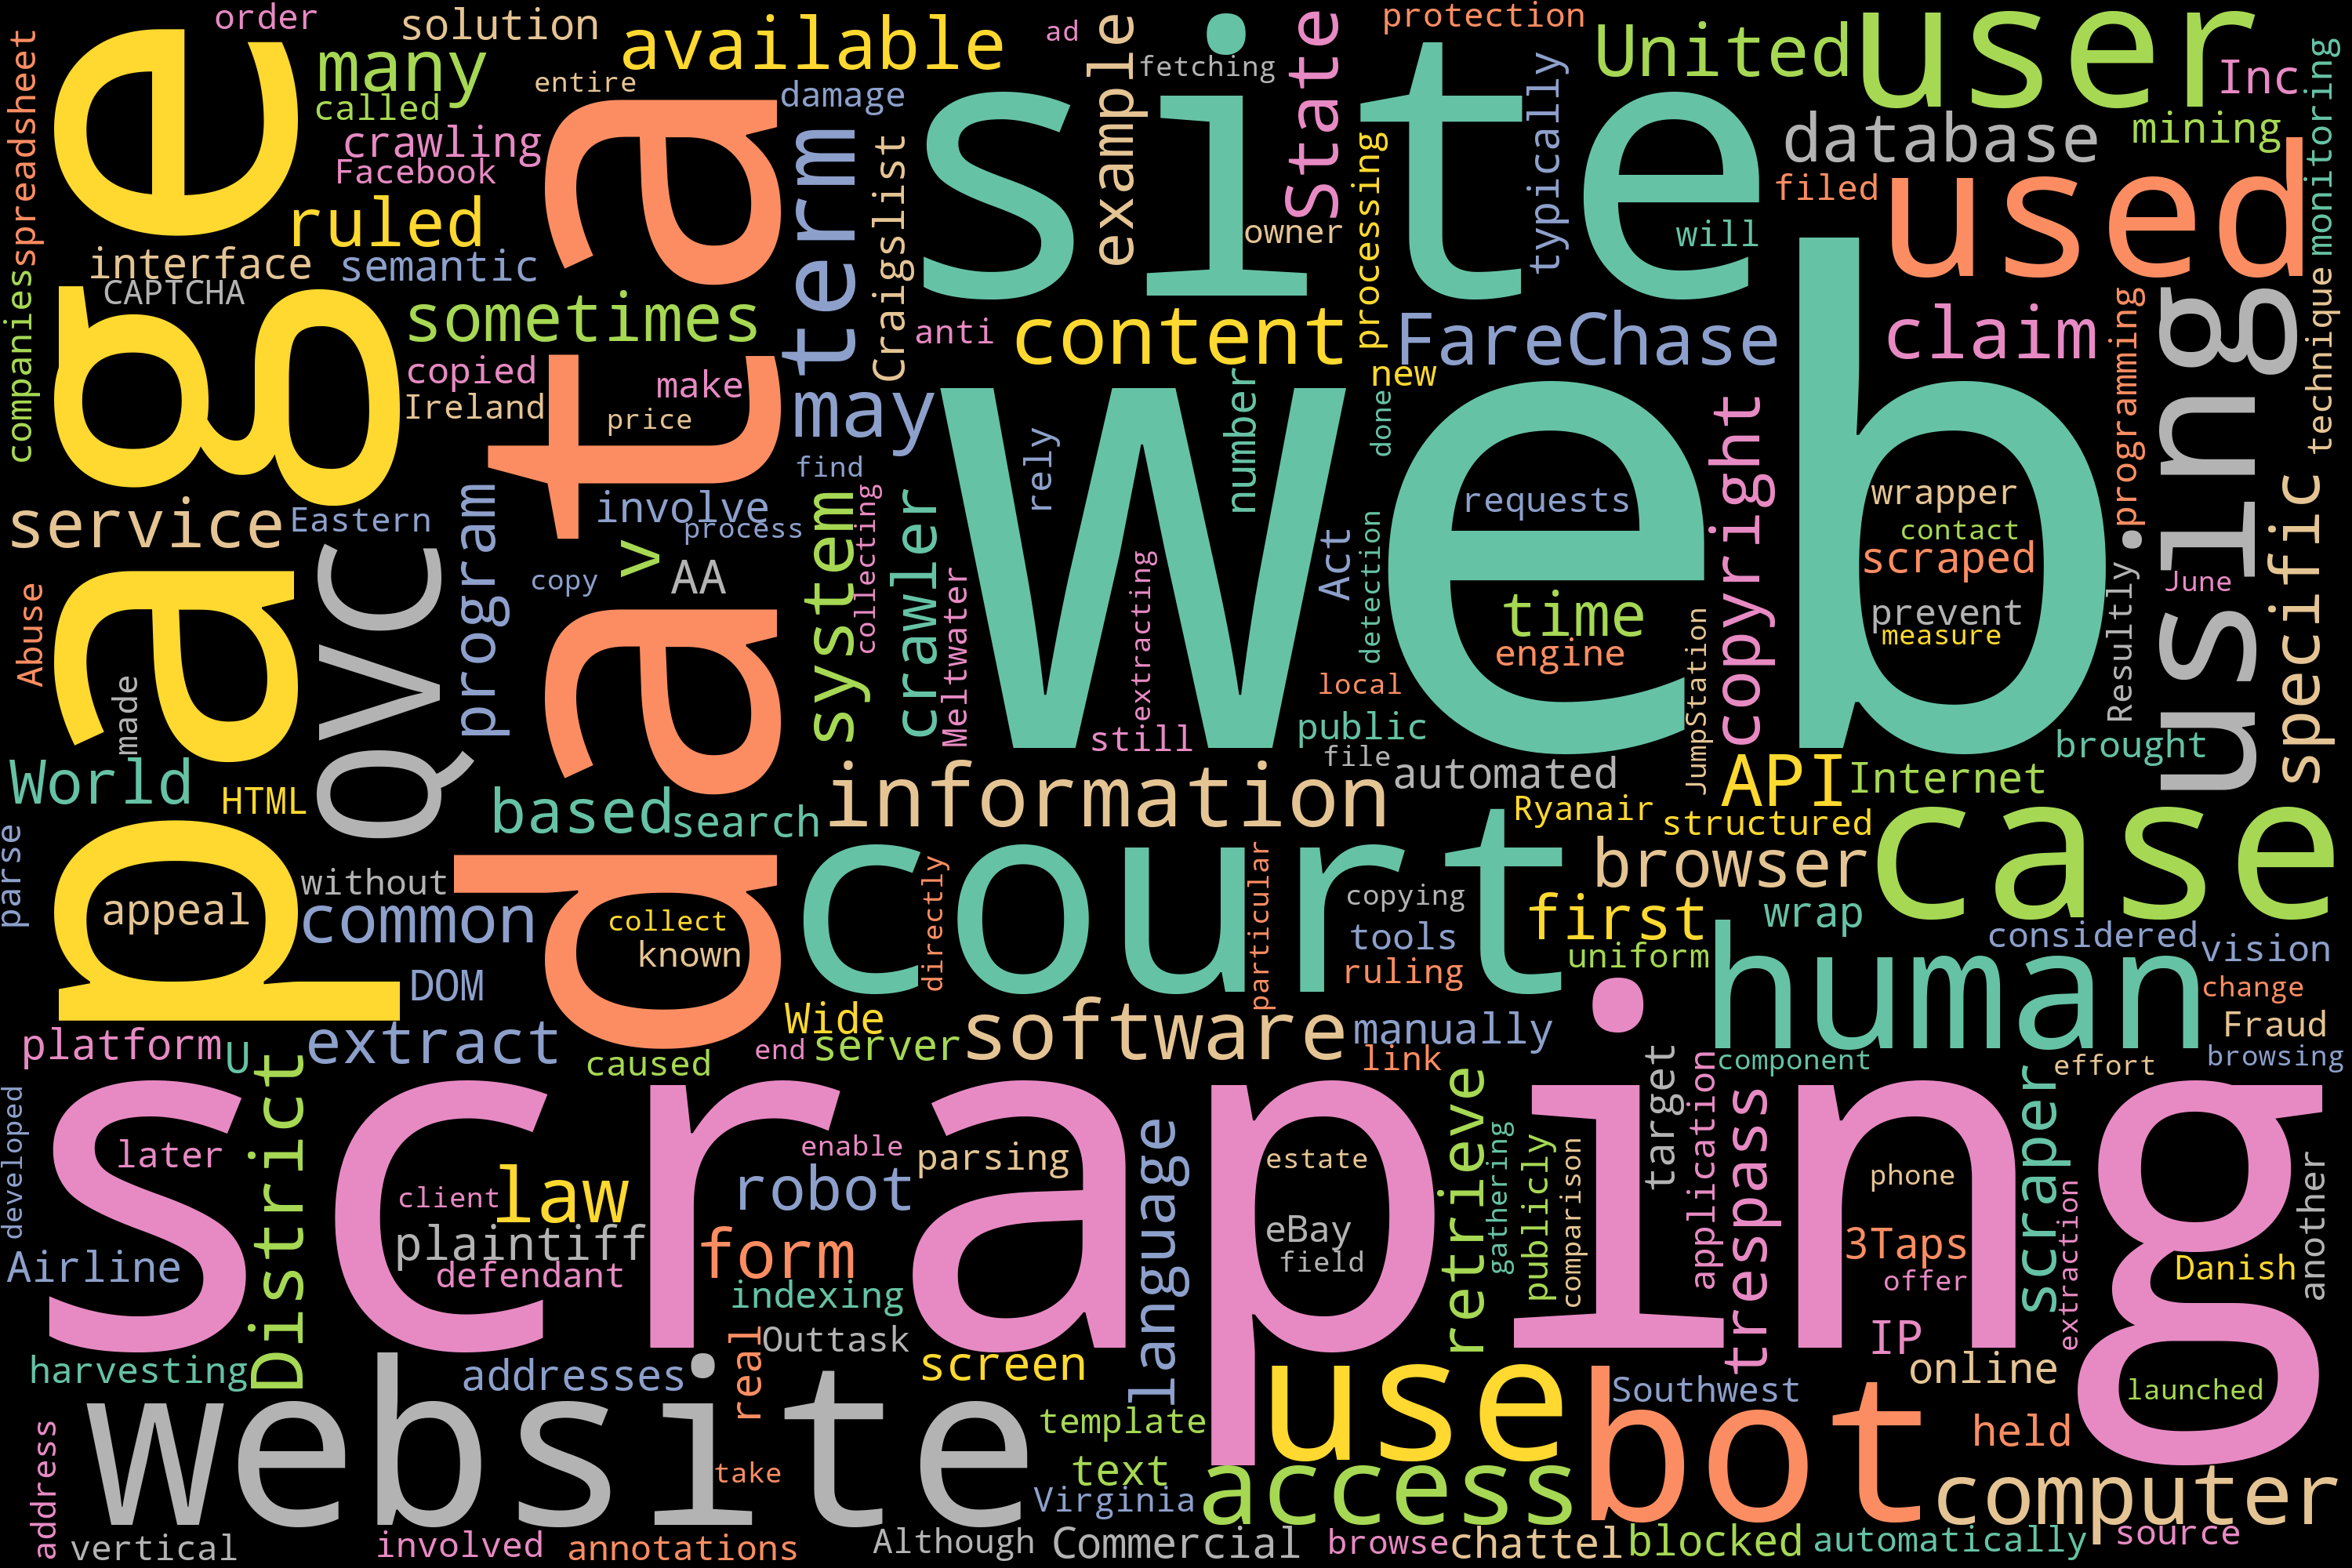 order
solution
available
ad
example
State
protection
United
user
Inc
monitoring
spreadsheet
many
called
entire
damage
fetching
typically
database
mining
crawling
Facebook
term
Craigslist
site
processing
filed
used
page
ruled
data
owner
will
interface
semantic
CAPTCHA
companies
sometimes
anti
content
FareChase
claim
programming
using
technique
copied
make
Ireland
price
may
new
number
done
copyright
web
find
rely
requests
wrapper
contact
scraped
prevent
measure
June
specific
service
Eastern
program
involve
process
v
copy
AA
system
collecting
crawler
Meltwater
extracting
Act
detection
time
engine
Resultly
Abuse
made
QVC
local
public
still
file
automated
JumpStation
API
Internet
brought
World
HTML
based
search
information
Ryanair
structured
browser
case
parse
without
appeal
common
collect
known
directly
court
particular
copying
tools
ruling
first
wrap
uniform
considered
vision
human
change
DOM
platform
U
extract
caused
Wide
end
server
software
manually
link
component
effort
Fraud
browsing
scraping
developed
later
District
law
client
plaintiff
defendant
Airline
enable
robot
parsing
form
indexing
Outtask
language
estate
eBay
field
retrieve
gathering
publicly
comparison
target
application
trespass
phone
3Taps
offer
scraper
extraction
Danish
another
IP
harvesting
addresses
real
screen
online
launched
website
use
Southwest
bot
held
template
text
access
computer
take
Virginia
address
vertical
involved
annotations
Although
Commercial
browse
chattel
blocked
automatically
source